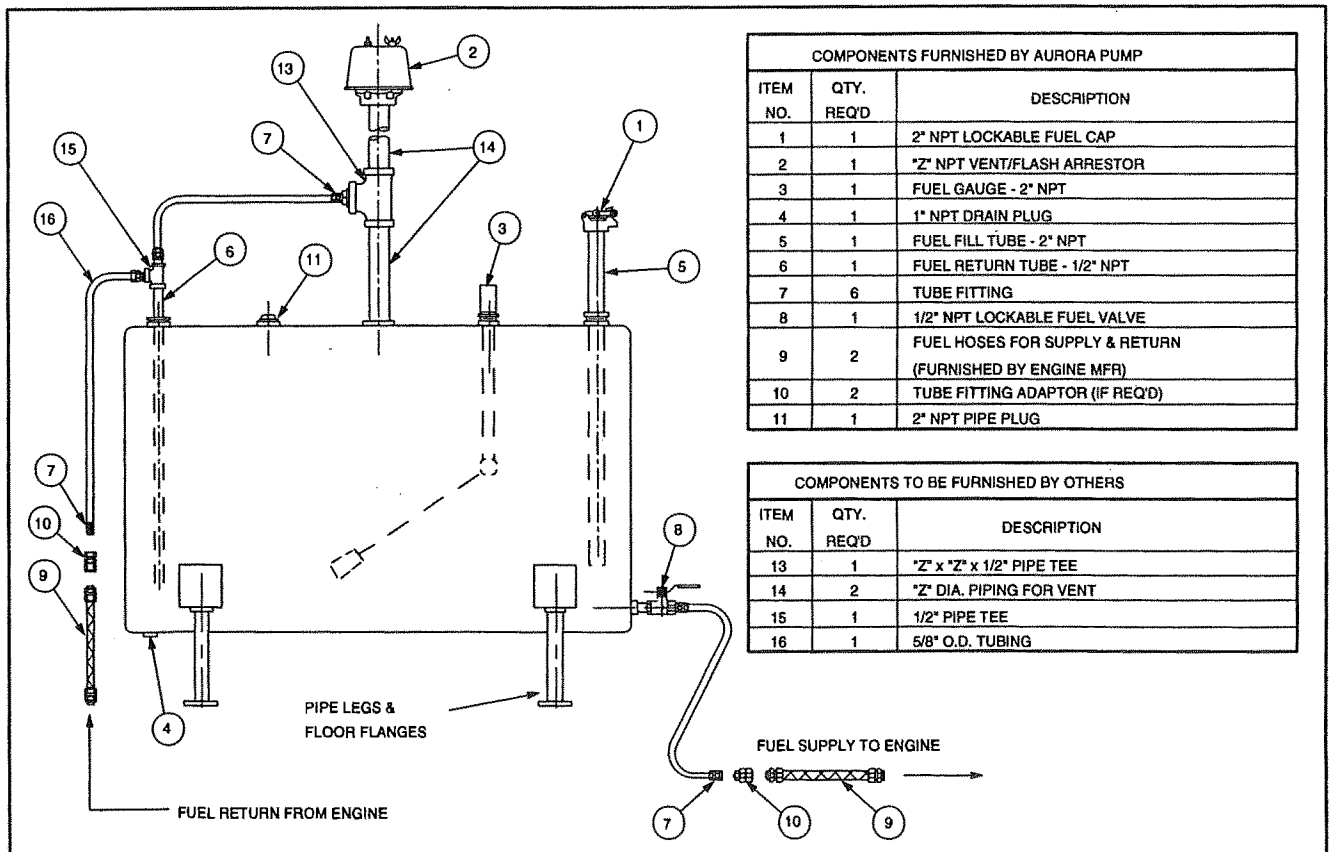 2
13
1
7
14
15
16
6
3
11
5
7
10
8
9
4
PIPE LEGS &
FLOOR FLANGES
FUEL SUPPLY TO ENGINE
FUEL RETURN FROM ENGINE
7
10
9
COMPONENTS FURNISHED BY AURORA PUMP
ITEM NO. QTY. REQ'D DESCRIPTION
1 1 2" NPT LOCKABLE FUEL CAP
2 1 "Z" NPT VENT/FLASH ARRESTOR
3 1 FUEL GAUGE - 2" NPT
4 1 1" NPT DRAIN PLUG
5 1 FUEL FILL TUBE - 2" NPT
6 1 FUEL RETURN TUBE - 1/2" NPT
7 6 TUBE FITTING
8 1 1/2" NPT LOCKABLE FUEL VALVE
9 2 FUEL HOSES FOR SUPPLY & RETURN
(FURNISHED BY ENGINE MFR)
10 2 TUBE FITTING ADAPTOR (IF REQ'D)
11 1 2" NPT PIPE PLUG
COMPONENTS TO BE FURNISHED BY OTHERS
ITEM NO. QTY. REQ'D DESCRIPTION
13 1 "Z" x "Z" x 1/2" PIPE TEE
14 2 "Z" DIA. PIPING FOR VENT
15 1 1/2" PIPE TEE
16 1 5/8" O.D. TUBING